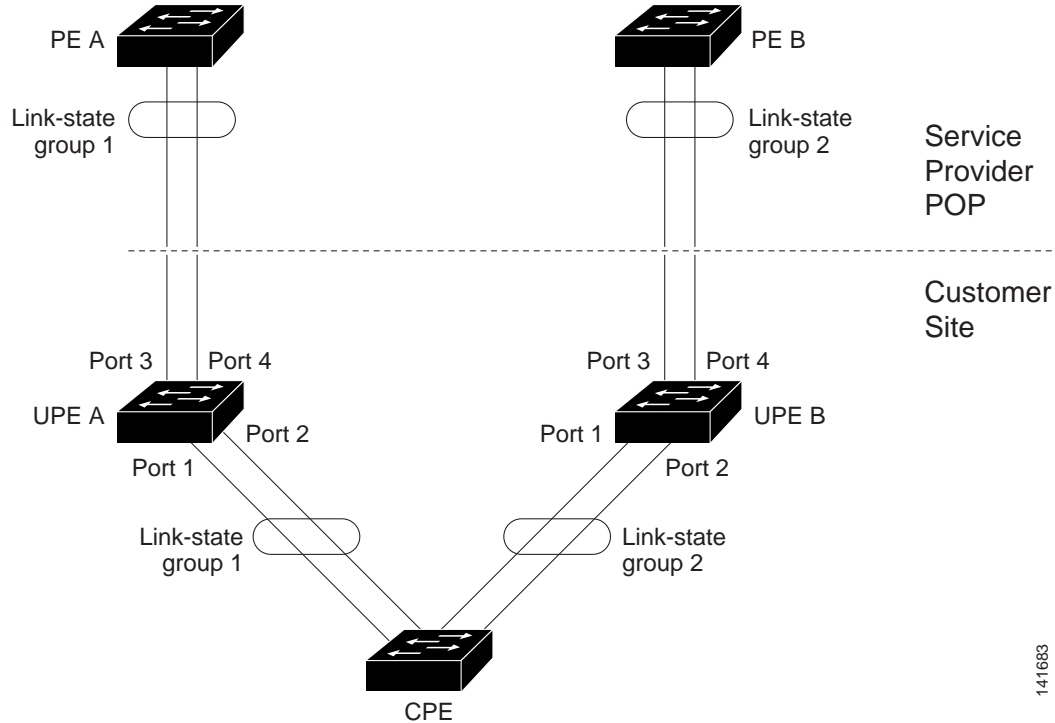 PE A
PE B
Link-state
group 1
Link-state
group 2
Service
Provider
POP
Customer
Site
Port 3
Port 4
Port 3
Port 4
UPE A
UPE B
Port 2
Port 1
Port 1
Port 2
Link-state
group 1
Link-state
group 2
141683
CPE